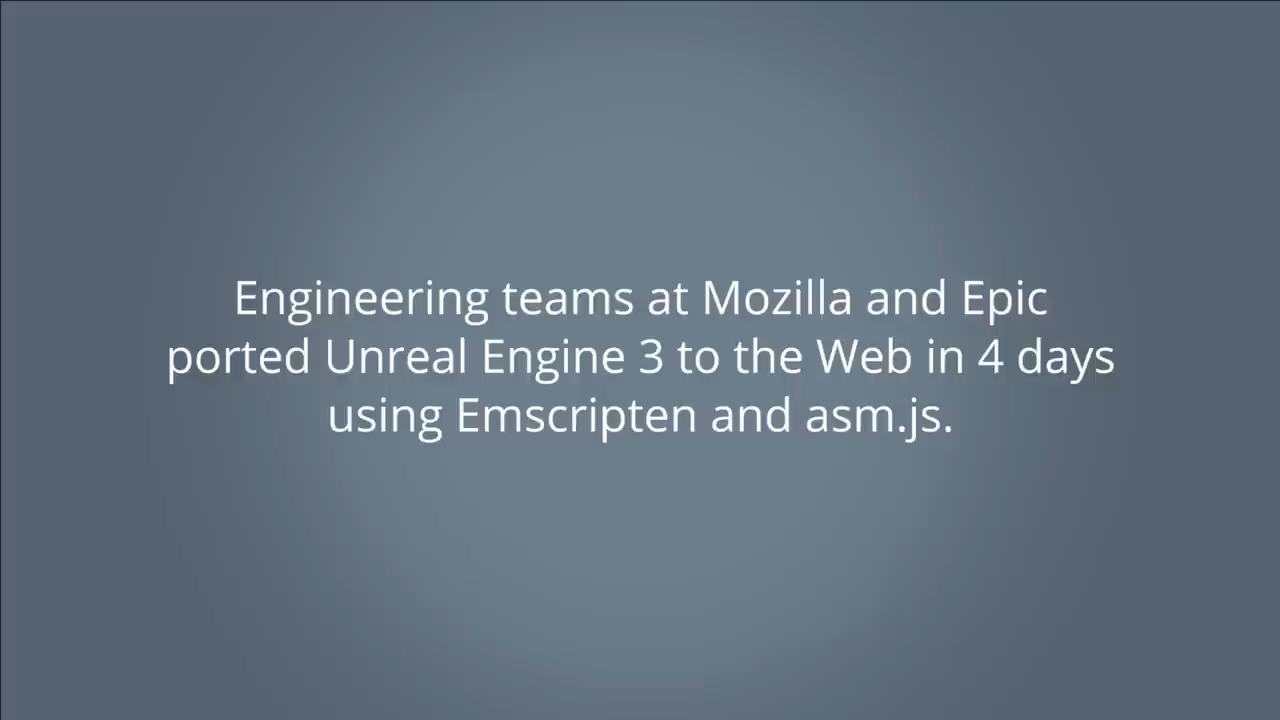 Engineering teams at Mozilla and Epic
ported Unreal Engine 3 to the Web in 4 days
using Emscripten and asm.js.